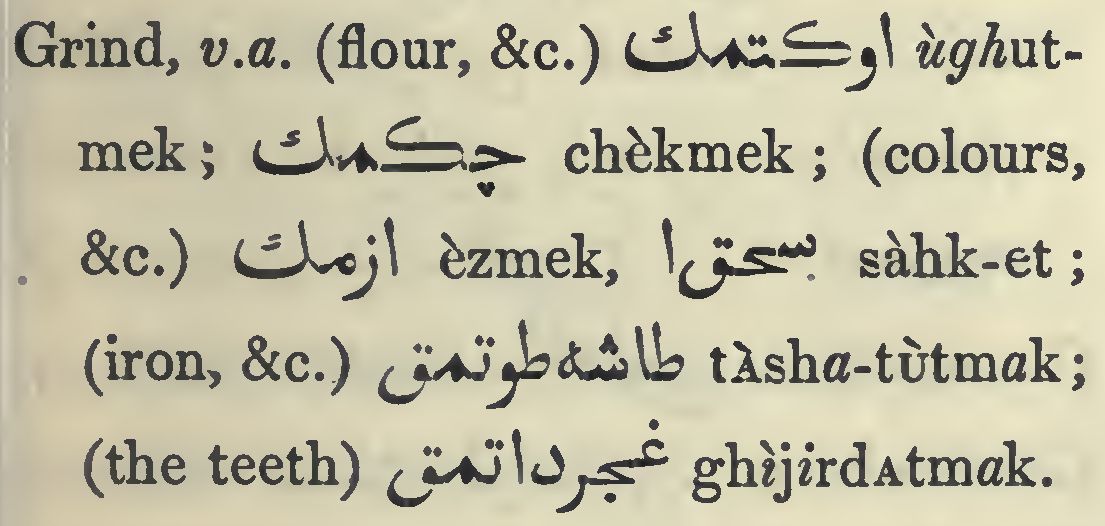 Grind, v.a. (flour, &c.) اوكتمك ùghut-
mek; چكمك chèkmek; (colours,
&c.) ازمك èzmek, سحق ا sàhk-et;
(iron, &c.) طاشه طوتمق tàsha-tùtmak;
(the teeth) غجرداتمق ghìjirdAtmak.